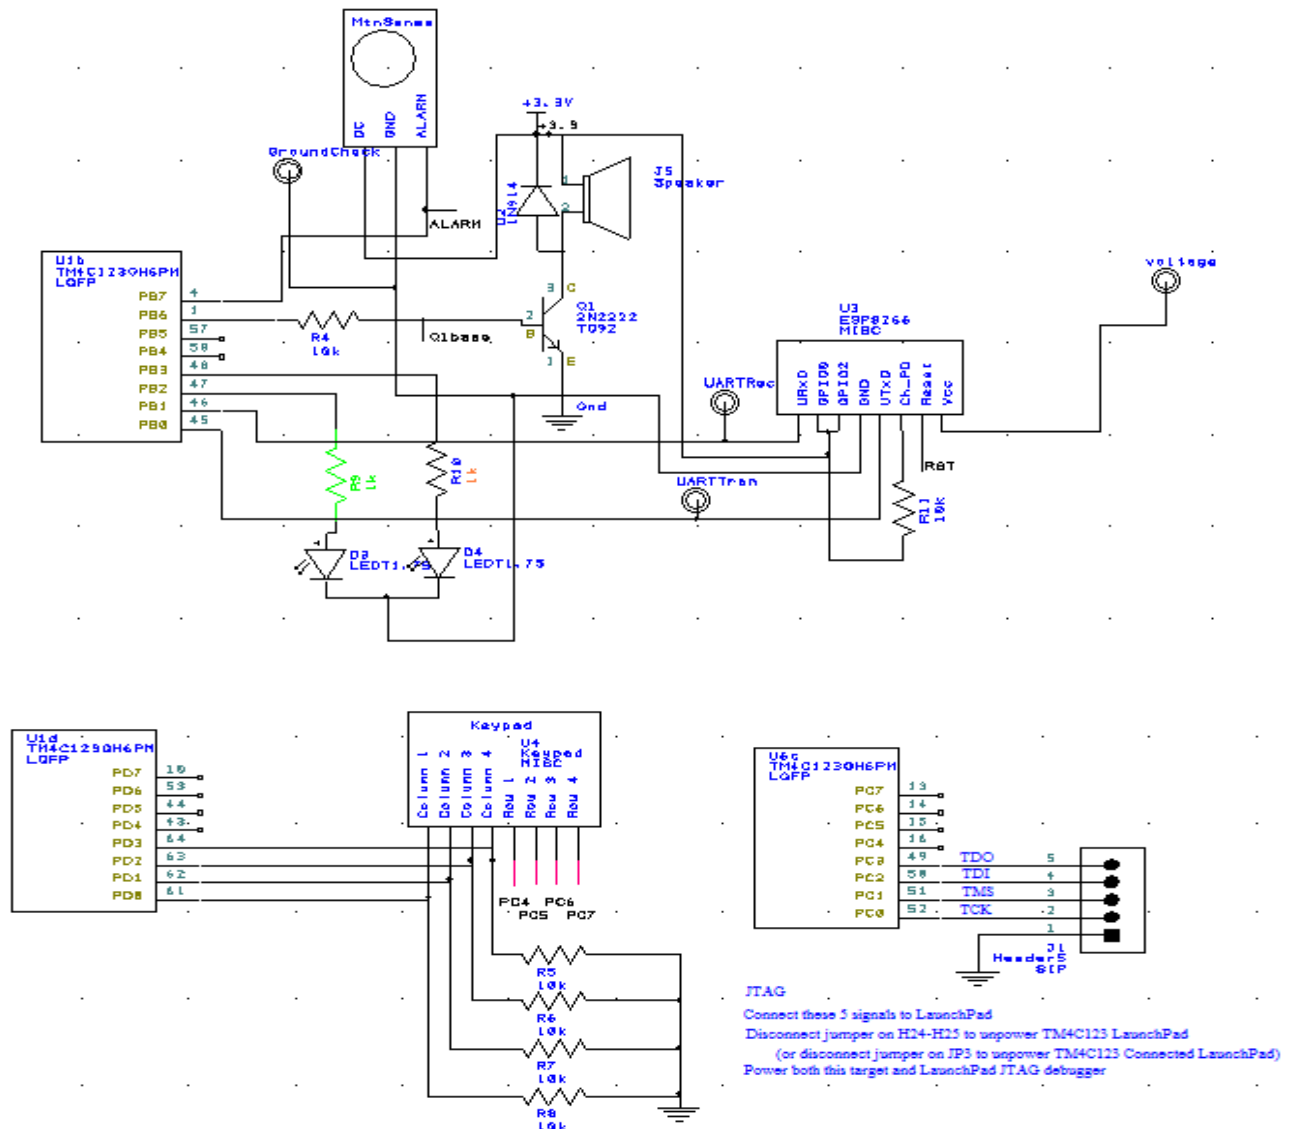 MtnSense
DC
GND
ALARM
GroundCheck
+3.3V
+3.3
U2
1N914
1
2
J5
Speaker
ALARM
U1b
TM4C123GH6PM
LQFP
PB7 4
PB6 1
PB5 57
PB4 58
PB3 48
PB2 47
PB1 46
PB0 45
R4
10k
Q1base
3 C
2
B
1 E
Q1
2N2222
TO92
Gnd
voltage
U3
ESP8266
MISC
URxD
GPIO0
GPIO2
GND
UTxD
Ch_PD
Reset
Vcc
UARTRec
UARTTran
RST
R11
10k
R9
1k
R10
1k
D3
LEDT1.75
D4
LEDT1.75
U1d
TM4C123GH6PM
LQFP
PD7 10
PD6 53
PD5 44
PD4 43
PD3 64
PD2 63
PD1 62
PD0 61
Keypad
U4
Keypad
MISC
Column 1
Column 2
Column 3
Column 4
Row 1
Row 2
Row 3
Row 4
PC4 PC6
PC5 PC7
R5
10k
R6
10k
R7
10k
R8
10k
U6c
TM4C123GH6PM
LQFP
PC7 13
PC6 14
PC5 15
PC4 16
PC3 49 TDO 5
PC2 50 TDI 4
PC1 51 TMS 3
PC0 52 TCK 2
1
J1
Header5
SIP
JTAG
Connect these 5 signals to LaunchPad
Disconnect jumper on H24-H25 to unpower TM4C123 LaunchPad
(or disconnect jumper on JP3 to unpower TM4C123 Connected LaunchPad)
Power both this target and LaunchPad JTAG debugger